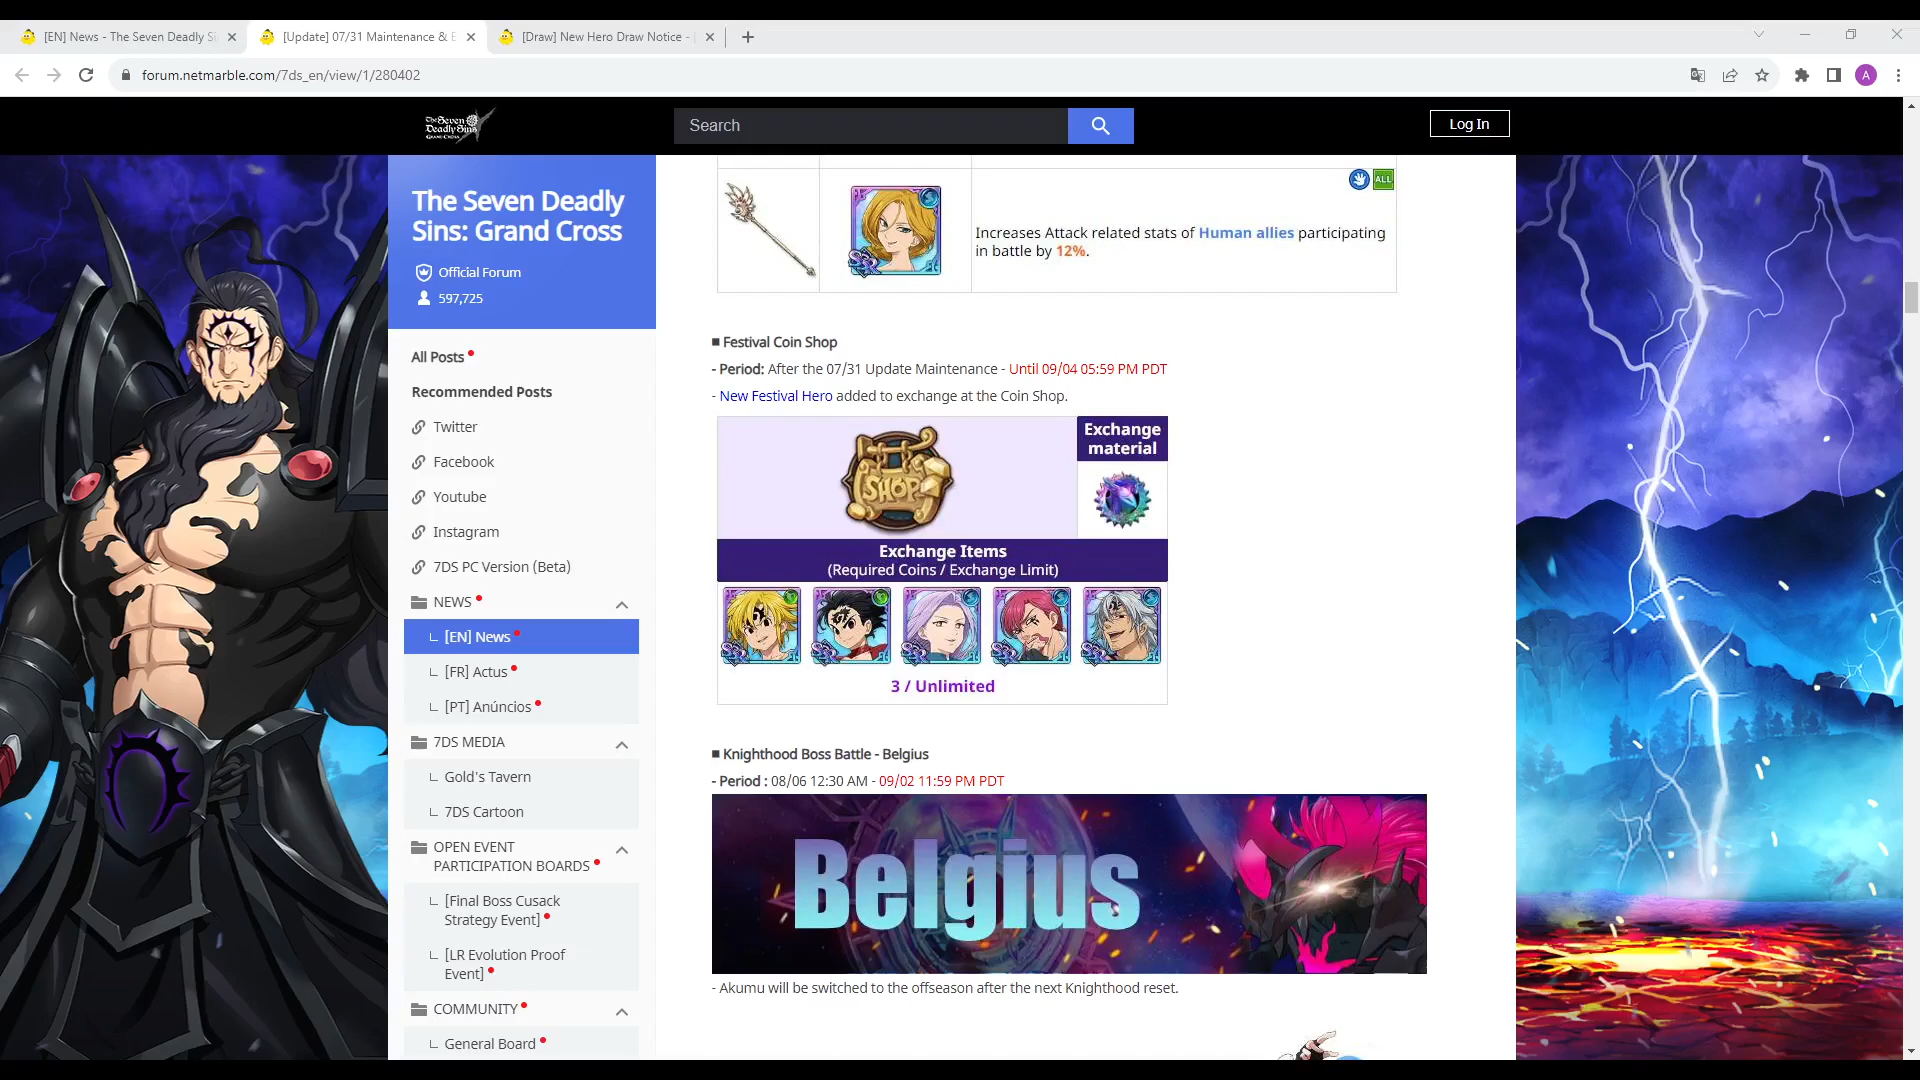 [EN] News - The Seven Deadly Si
[Update] 07/31 Maintenance & E
[Draw] New Hero Draw Notice -
forum.netmarble.com/7ds_en/view/1/280402
A
The Seven
Deadly Sins
GRAND CROSS
Search
Log In
The Seven Deadly
Sins: Grand Cross
Official Forum
597,725
All Posts
Recommended Posts
Twitter
Facebook
Youtube
Instagram
7DS PC Version (Beta)
NEWS
[EN] News
[FR] Actus
[PT] Anúncios
7DS MEDIA
Gold's Tavern
7DS Cartoon
OPEN EVENT
PARTICIPATION BOARDS
[Final Boss Cusack
Strategy Event]
[LR Evolution Proof
Event]
COMMUNITY
General Board
ALL
SSR
Increases Attack related stats of Human allies participating
in battle by 12%.
■ Festival Coin Shop
- Period: After the 07/31 Update Maintenance - Until 09/04 05:59 PM PDT
- New Festival Hero added to exchange at the Coin Shop.
SHOP
Exchange
material
Exchange Items
(Required Coins / Exchange Limit)
3 / Unlimited
■ Knighthood Boss Battle - Belgius
- Period : 08/06 12:30 AM - 09/02 11:59 PM PDT
Belgius
- Akumu will be switched to the offseason after the next Knighthood reset.